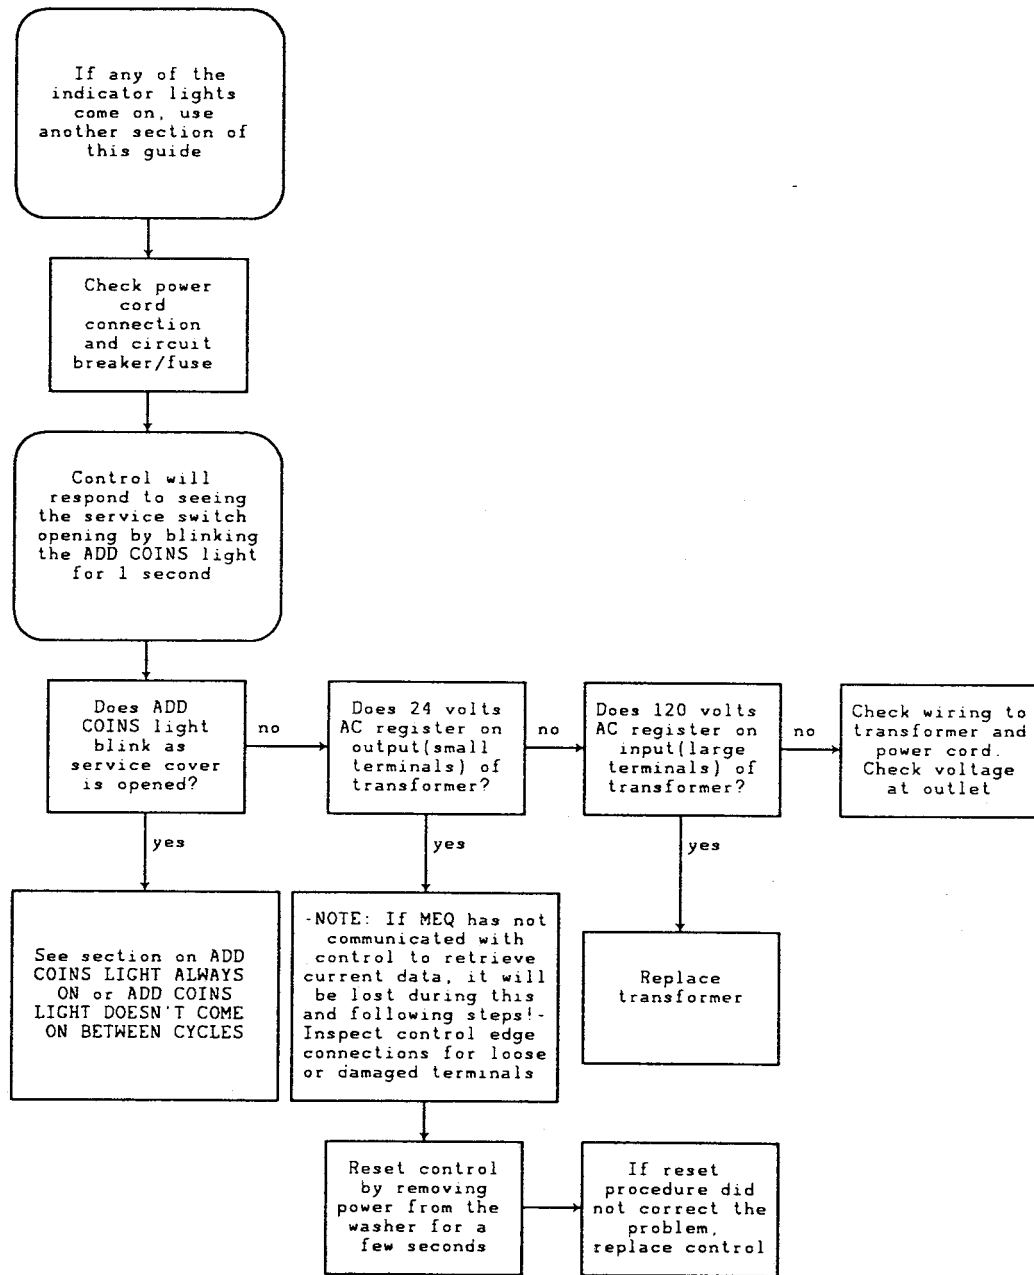 If any of the
indicator lights
come on, use
another section of
this guide
Check power
cord
connection
and circuit
breaker/fuse
Control will
respond to seeing
the service switch
opening by blinking
the ADD COINS light
for 1 second
Does ADD
COINS light
blink as
service cover
is opened?
no
Does 24 volts
AC register on
output(small
terminals) of
transformer?
no
Does 120 volts
AC register on
input(large
terminals) of
transformer?
no
Check wiring to
transformer and
power cord.
Check voltage
at outlet
yes
yes
yes
See section on ADD
COINS LIGHT ALWAYS
ON or ADD COINS
LIGHT DOESN'T COME
ON BETWEEN CYCLES
-NOTE: If MEQ has not
communicated with
control to retrieve
current data, it will
be lost during this
and following steps!-
Inspect control edge
connections for loose
or damaged terminals
Replace
transformer
Reset control
by removing
power from the
washer for a
few seconds
If reset
procedure did
not correct the
problem,
replace control